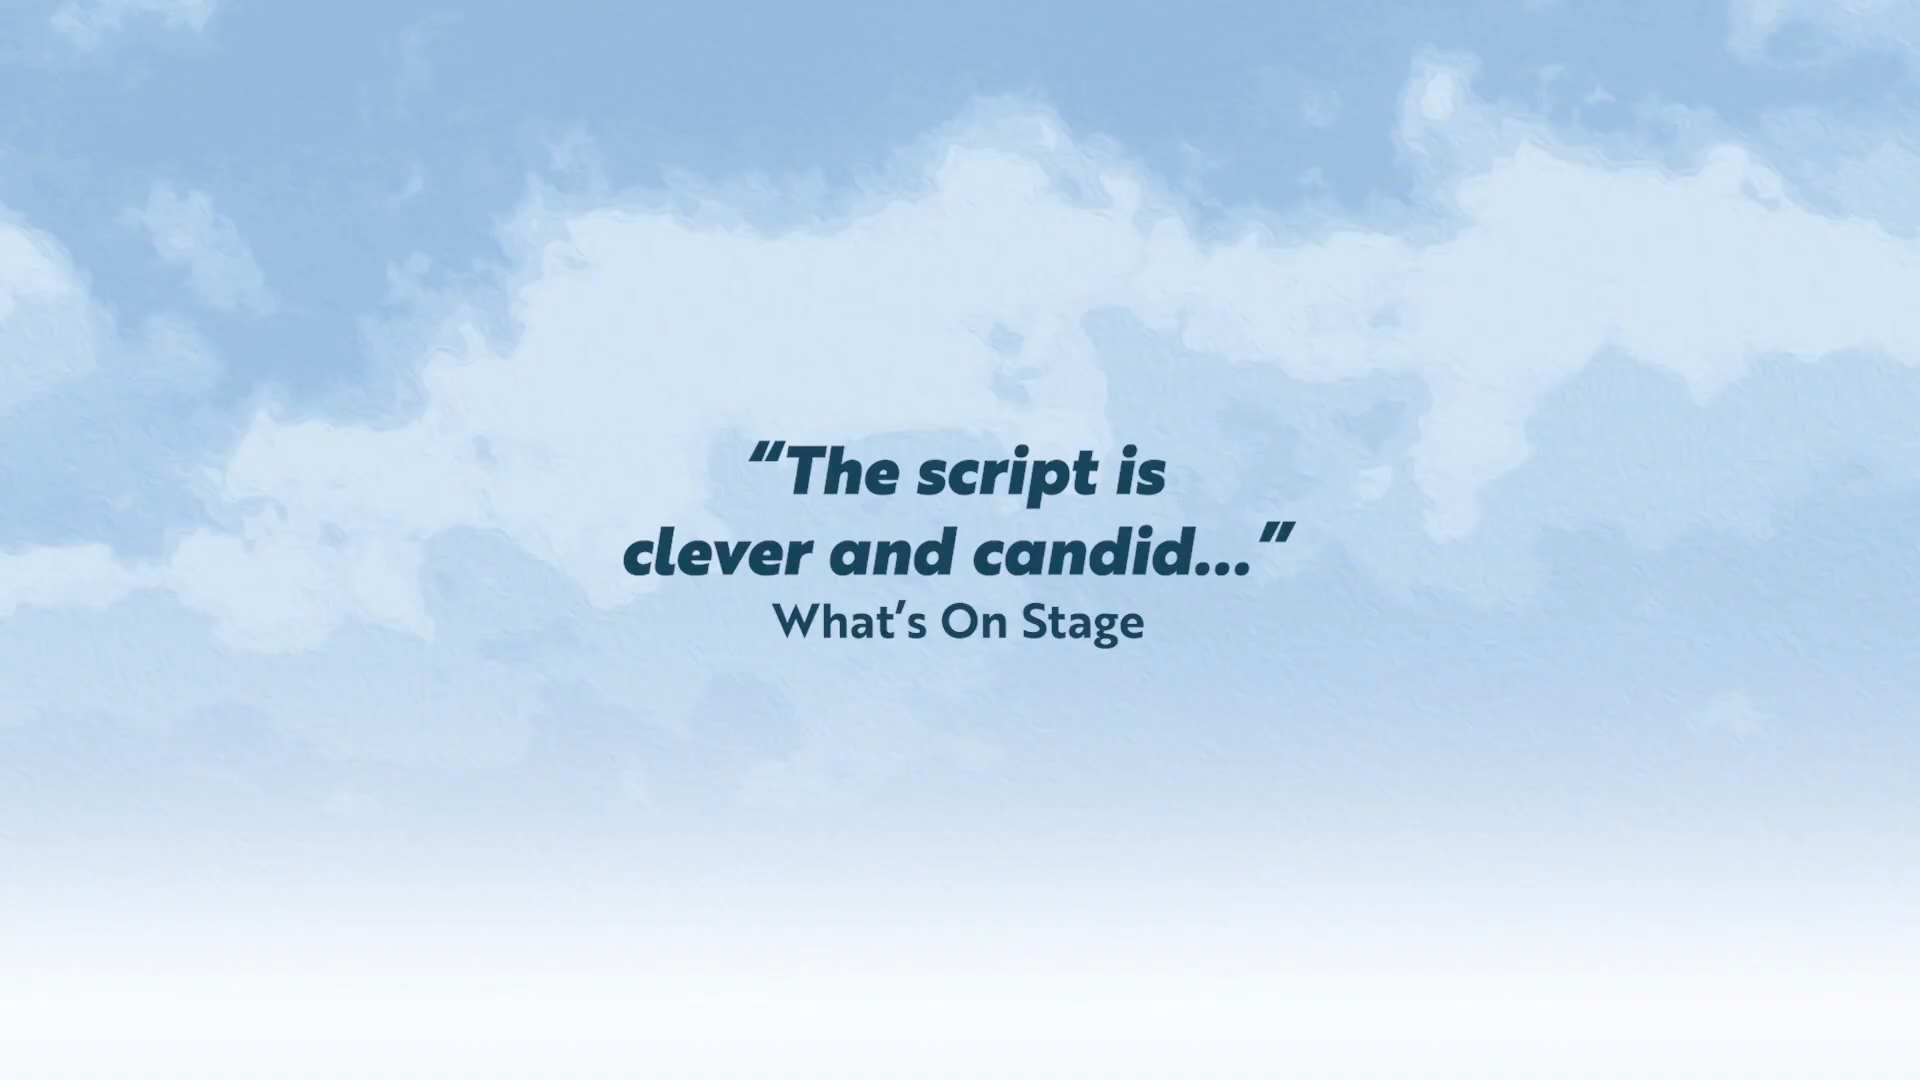 “The script is
clever and candid...”
What’s On Stage